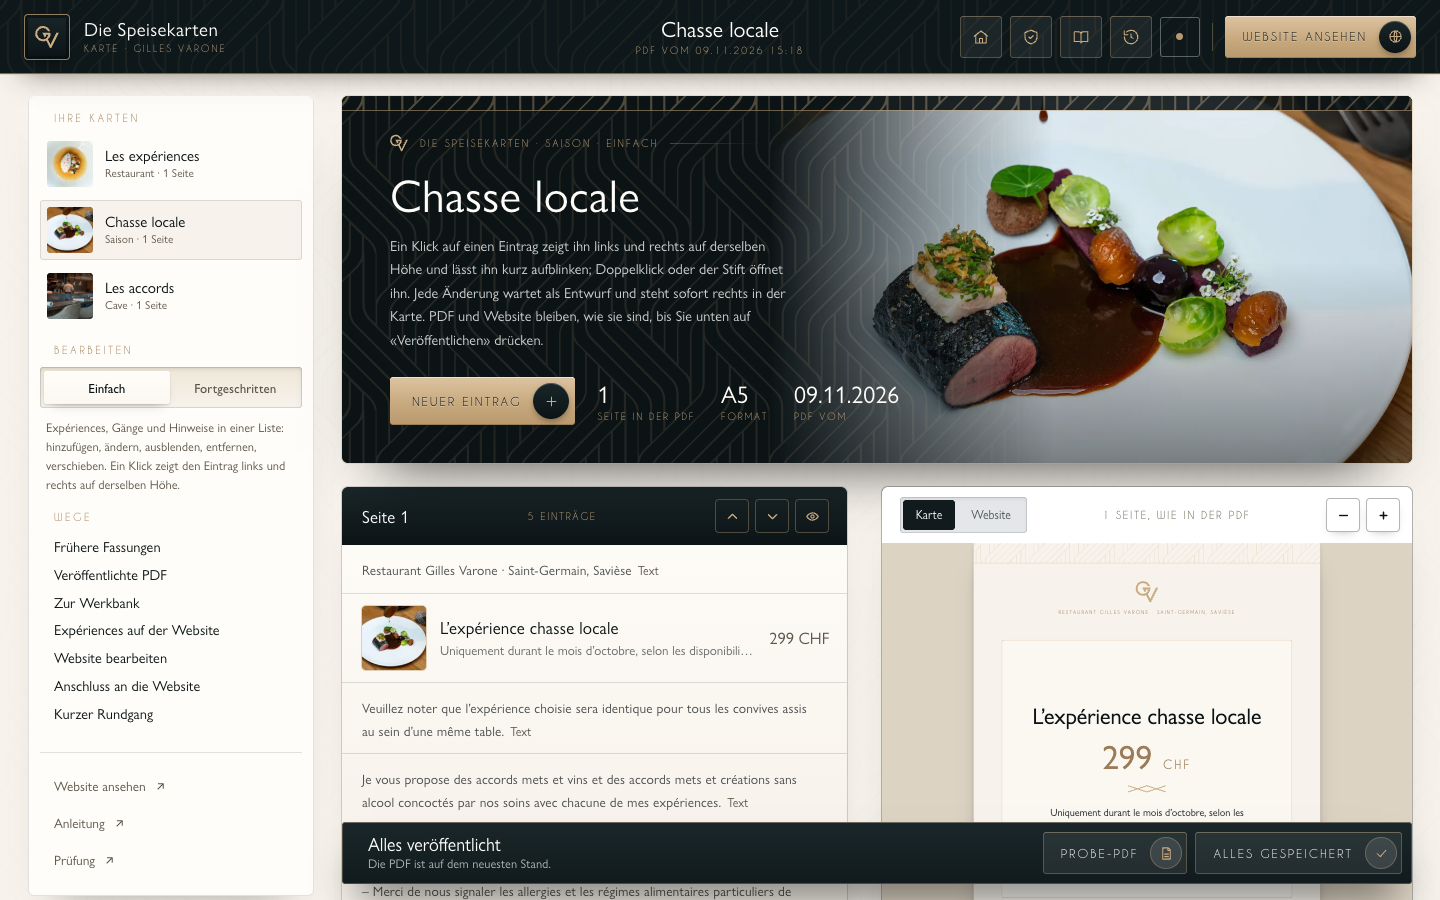 Die Speisekarten
KARTE · GILLES VARONE
Chasse locale
PDF VOM 09.11.2026 15:18
WEBSITE ANSEHEN
IHRE KARTEN
Les expériences
Restaurant · 1 Seite
Chasse locale
Saison · 1 Seite
Les accords
Cave · 1 Seite
BEARBEITEN
Einfach
Fortgeschritten
Expériences, Gänge und Hinweise in einer Liste:
hinzufügen, ändern, ausblenden, entfernen,
verschieben. Ein Klick zeigt den Eintrag links und
rechts auf derselben Höhe.
WEGE
Frühere Fassungen
Veröffentlichte PDF
Zur Werkbank
Expériences auf der Website
Website bearbeiten
Anschluss an die Website
Kurzer Rundgang
Website ansehen
Anleitung
Prüfung
DIE SPEISEKARTEN · SAISON · EINFACH
Chasse locale
Ein Klick auf einen Eintrag zeigt ihn links und rechts auf derselben
Höhe und lässt ihn kurz aufblinken; Doppelklick oder der Stift öffnet
ihn. Jede Änderung wartet als Entwurf und steht sofort rechts in der
Karte. PDF und Website bleiben, wie sie sind, bis Sie unten auf
«Veröffentlichen» drücken.
NEUER EINTRAG
1
SEITE IN DER PDF
A5
FORMAT
09.11.2026
PDF VOM
Seite 1
5 EINTRÄGE
Restaurant Gilles Varone · Saint-Germain, Savièse Text
L'expérience chasse locale
Uniquement durant le mois d'octobre, selon les disponibili…
299 CHF
Veuillez noter que l'expérience choisie sera identique pour tous les convives assis
au sein d'une même table. Text
Je vous propose des accords mets et vins et des accords mets et créations sans
alcool concoctés par nos soins avec chacune de mes expériences. Text
– Merci de nous signaler les allergies et les régimes alimentaires particuliers de
Karte
Website
1 SEITE, WIE IN DER PDF
GV
RESTAURANT GILLES VARONE · SAINT-GERMAIN, SAVIÈSE
L'expérience chasse locale
299 CHF
Uniquement durant le mois d'octobre, selon les
Alles veröffentlicht
Die PDF ist auf dem neuesten Stand.
PROBE-PDF
ALLES GESPEICHERT